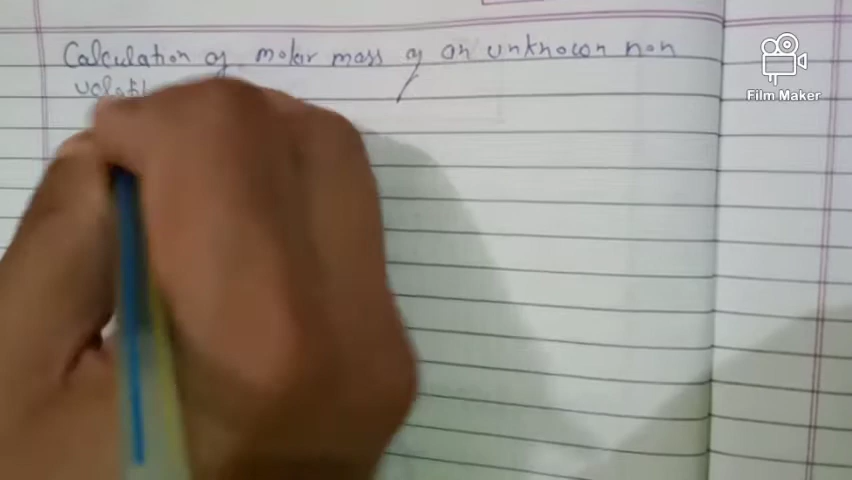 Calculation of molar mass of an unknown non
Film Maker